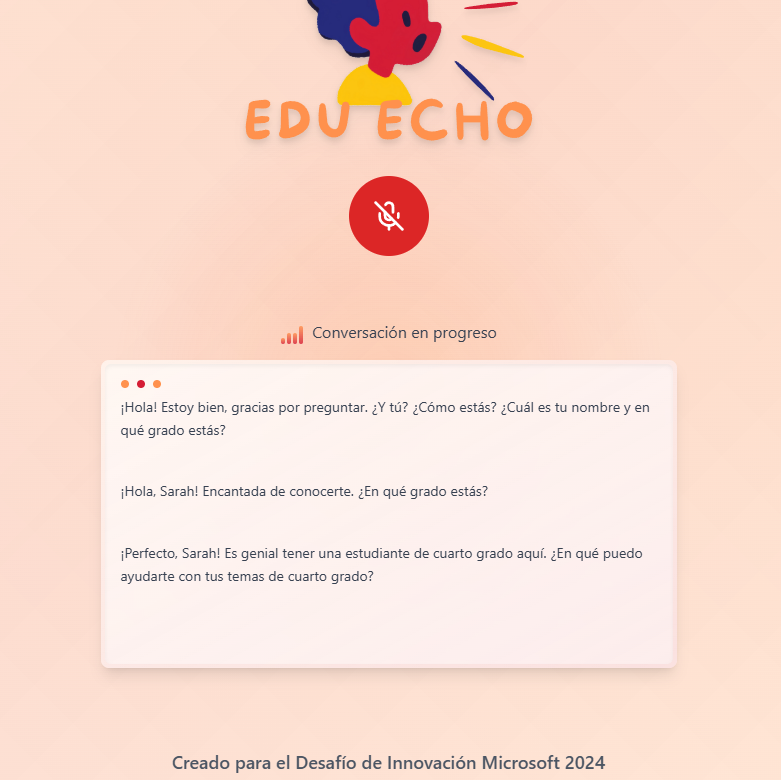 EDU ECHO
Conversación en progreso
¡Hola! Estoy bien, gracias por preguntar. ¿Y tú? ¿Cómo estás? ¿Cuál es tu nombre y en
qué grado estás?
¡Hola, Sarah! Encantada de conocerte. ¿En qué grado estás?
¡Perfecto, Sarah! Es genial tener una estudiante de cuarto grado aquí. ¿En qué puedo
ayudarte con tus temas de cuarto grado?
Creado para el Desafío de Innovación Microsoft 2024